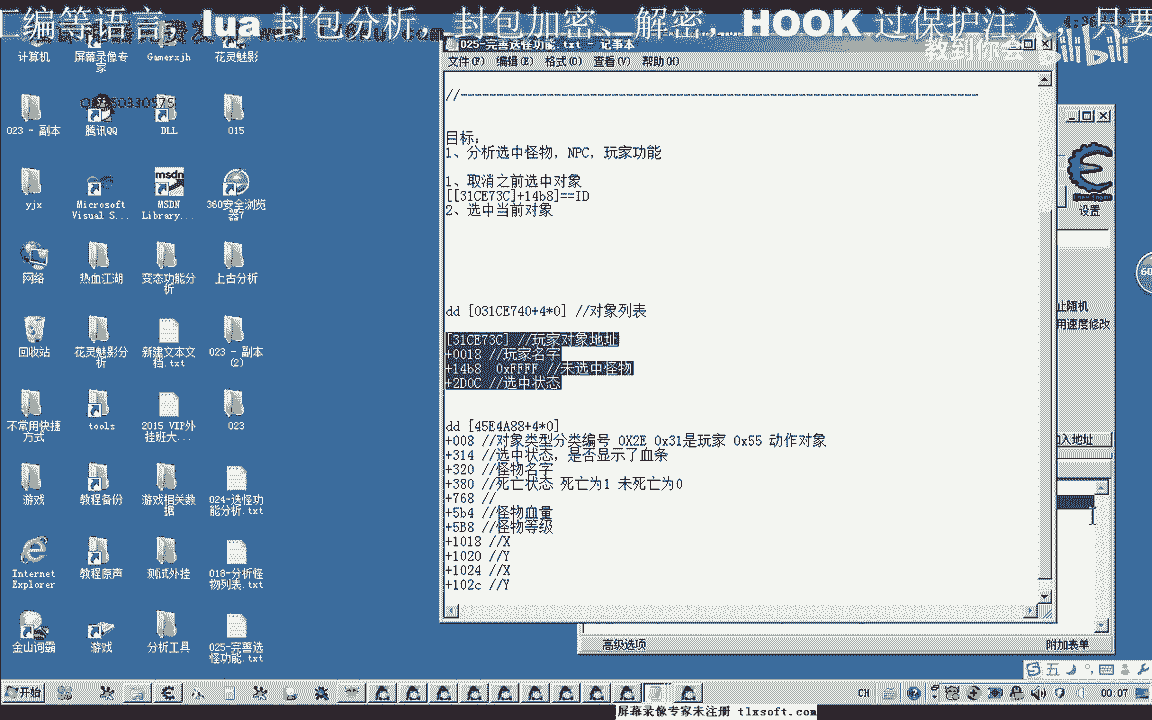 汇编等语言，lua 封包分析、封包加密、解密，HOOK 过保护注入，只要
教到你会
bilibili
计算机
屏幕录像专家
Gamerxjh
花灵魅影
023 - 副本
腾讯QQ
DLL
015
yjx
Microsoft Visual S...
MSDN Library...
360安全浏览器7
网络
热血江湖
变态功能分析
上古分析
回收站
花灵魅影分析
新建文本文档.txt
023 - 副本 (2)
不常用快捷方式
tools
2015 VIP外挂班大...
023
游戏
教程备份
游戏相关数据
024-选怪功能分析.txt
Internet Explorer
教程原声
测试外挂
018-分析怪物列表.txt
金山词霸
游戏
分析工具
025-完善选怪功能.txt
025-完善选怪功能.txt - 记事本
文件(F) 编辑(E) 格式(O) 查看(V) 帮助(H)
目标:
1、分析选中怪物，NPC，玩家功能
1、取消之前选中对象
[[31CE73C]+14b8]==ID
2、选中当前对象
dd [031CE740+4*0] //对象列表
[31CE73C] //玩家对象地址
+0018 //玩家名字
+14b8  0xFFFF //未选中怪物
+2D0C //选中状态
dd [45E4A88+4*0]
+008 //对象类型分类编号 0X2E 0x31是玩家 0x55 动作对象
+314 //选中状态，是否显示了血条
+320 //怪物名字
+380 //死亡状态 死亡为1 未死亡为0
+768 //
+5b4 //怪物血量
+5B8 //怪物等级
+1018 //X
+1020 //Y
+1024 //X
+102c //Y
设置
60
止随机
用速度修改
加入地址
高级选项
附加表单
五
开始
CH
00:07
屏幕录像专家未注册 tlxsoft.com